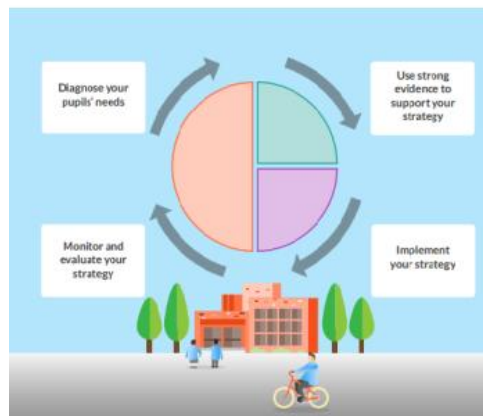 Diagnose your
pupils' needs
Use strong
evidence to
support your
strategy
Monitor and
evaluate your
strategy
Implement
your strategy